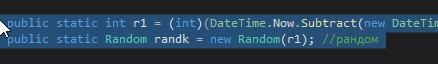 public static int r1 = (int)(DateTime.Now.Subtract(new DateTim
public static Random randk = new Random(r1); //рандом